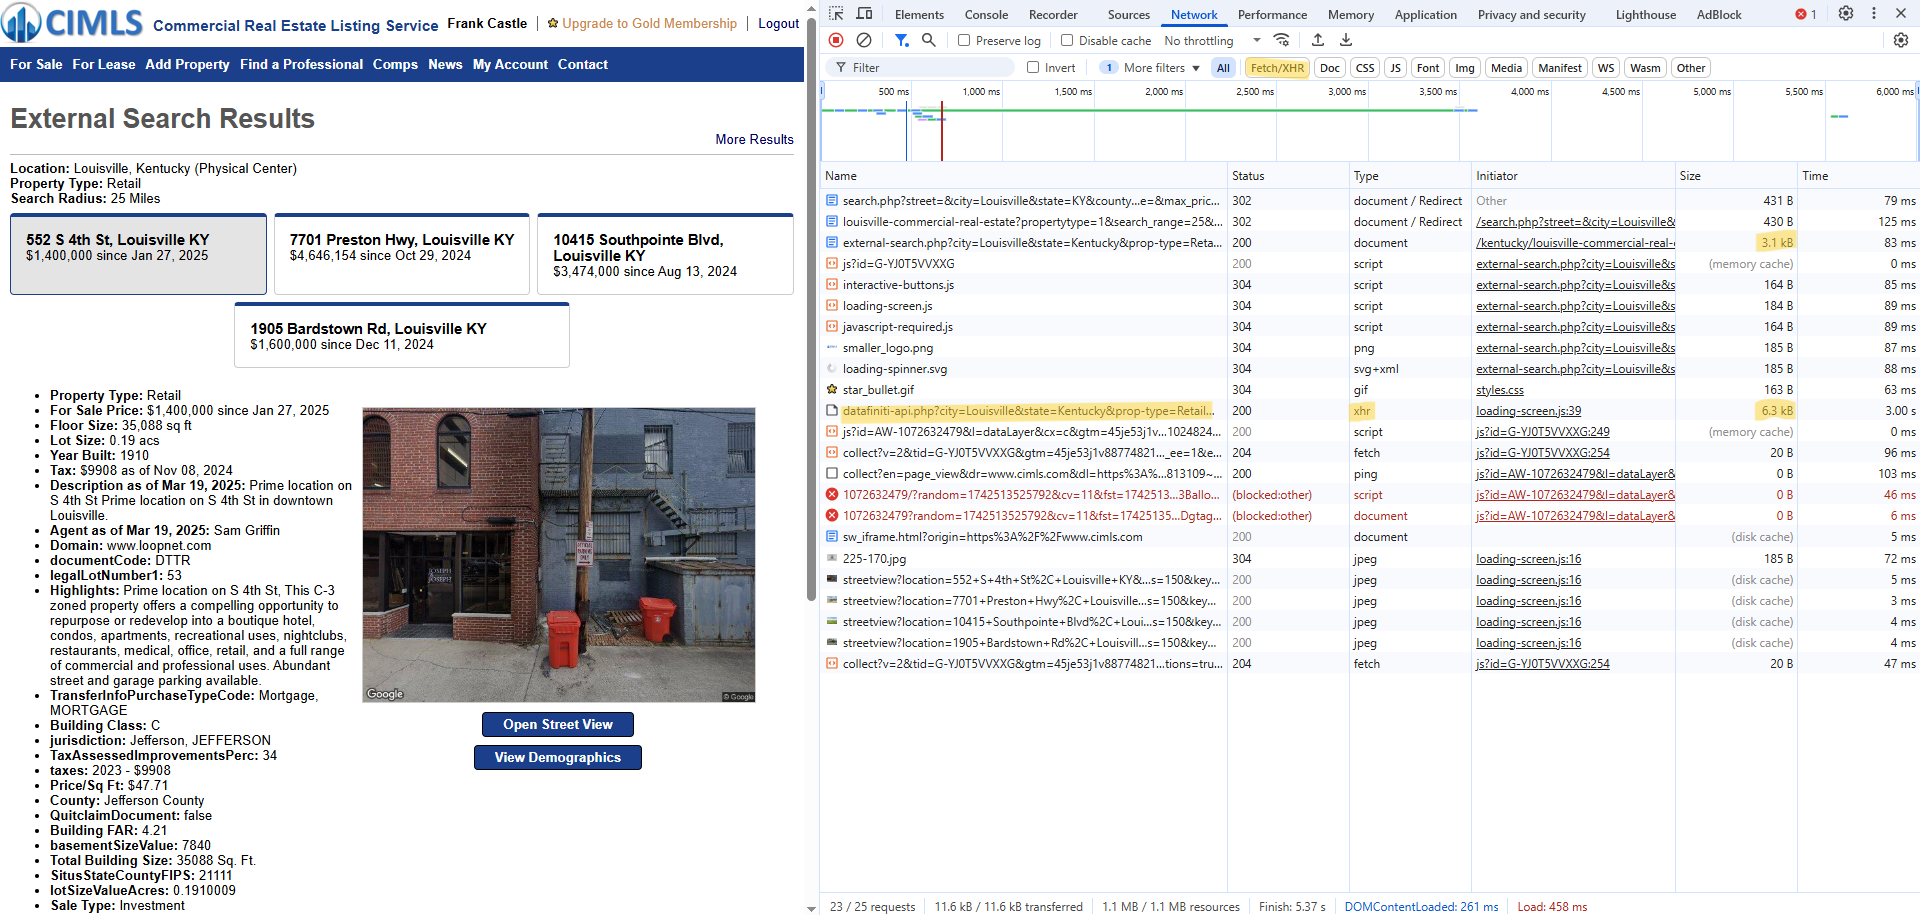 CIMLS Commercial Real Estate Listing Service Frank Castle | Upgrade to Gold Membership | Logout
For Sale For Lease Add Property Find a Professional Comps News My Account Contact
External Search Results
More Results
Location: Louisville, Kentucky (Physical Center)
Property Type: Retail
Search Radius: 25 Miles
552 S 4th St, Louisville KY
$1,400,000 since Jan 27, 2025
7701 Preston Hwy, Louisville KY
$4,646,154 since Oct 29, 2024
10415 Southpointe Blvd,
Louisville KY
$3,474,000 since Aug 13, 2024
1905 Bardstown Rd, Louisville KY
$1,600,000 since Dec 11, 2024
Property Type: Retail
For Sale Price: $1,400,000 since Jan 27, 2025
Floor Size: 35,088 sq ft
Lot Size: 0.19 acs
Year Built: 1910
Tax: $9908 as of Nov 08, 2024
Description as of Mar 19, 2025: Prime location on
S 4th St Prime location on S 4th St in downtown
Louisville.
Agent as of Mar 19, 2025: Sam Griffin
Domain: www.loopnet.com
documentCode: DTTR
legalLotNumber1: 53
Highlights: Prime location on S 4th St, This C-3
zoned property offers a compelling opportunity to
repurpose or redevelop into a boutique hotel,
condos, apartments, recreational uses, nightclubs,
restaurants, medical, office, retail, and a full range
of commercial and professional uses. Abundant
street and garage parking available.
TransferInfoPurchaseTypeCode: Mortgage,
MORTGAGE
Building Class: C
jurisdiction: Jefferson, JEFFERSON
TaxAssessedImprovementsPerc: 34
taxes: 2023 - $9908
Price/Sq Ft: $47.71
County: Jefferson County
QuitclaimDocument: false
Building FAR: 4.21
basementSizeValue: 7840
Total Building Size: 35088 Sq. Ft.
SitusStateCountyFIPS: 21111
lotSizeValueAcres: 0.1910009
Sale Type: Investment
JOSEPH
JOSEPH
Google
© Google
Open Street View
View Demographics
Elements Console Recorder Sources Network Performance Memory Application Privacy and security Lighthouse AdBlock 1
Preserve log Disable cache No throttling
Filter Invert 1 More filters All Fetch/XHR Doc CSS JS Font Img Media Manifest WS Wasm Other
500 ms 1,000 ms 1,500 ms 2,000 ms 2,500 ms 3,000 ms 3,500 ms 4,000 ms 4,500 ms 5,000 ms 5,500 ms 6,000 ms
Name Status Type Initiator Size Time
search.php?street=&city=Louisville&state=KY&county...e=&max_pric... 302 document / Redirect Other 431 B 79 ms
louisville-commercial-real-estate?propertytype=1&search_range=25&... 302 document / Redirect /search.php?street=&city=Louisville& 430 B 125 ms
external-search.php?city=Louisville&state=Kentucky&prop-type=Reta... 200 document /kentucky/louisville-commercial-real- 3.1 kB 83 ms
js?id=G-YJ0T5VVXXG 200 script external-search.php?city=Louisville&s (memory cache) 0 ms
interactive-buttons.js 304 script external-search.php?city=Louisville&s 164 B 85 ms
loading-screen.js 304 script external-search.php?city=Louisville&s 184 B 89 ms
javascript-required.js 304 script external-search.php?city=Louisville&s 164 B 89 ms
smaller_logo.png 304 png external-search.php?city=Louisville&s 185 B 87 ms
loading-spinner.svg 304 svg+xml external-search.php?city=Louisville&s 185 B 88 ms
star_bullet.gif 304 gif styles.css 163 B 63 ms
datafiniti-api.php?city=Louisville&state=Kentucky&prop-type=Retail... 200 xhr loading-screen.js:39 6.3 kB 3.00 s
js?id=AW-1072632479&l=dataLayer&cx=c&gtm=45je53j1v...1024824... 200 script js?id=G-YJ0T5VVXXG:249 (memory cache) 0 ms
collect?v=2&tid=G-YJ0T5VVXXG&gtm=45je53j1v88774821..._ee=1&e... 204 fetch js?id=G-YJ0T5VVXXG:254 20 B 96 ms
collect?en=page_view&dr=www.cimls.com&dl=https%3A%...813109~... 200 ping js?id=AW-1072632479&l=dataLayer& 0 B 103 ms
1072632479/?random=1742513525792&cv=11&fst=1742513...3Ballo... (blocked:other) script js?id=AW-1072632479&l=dataLayer& 0 B 46 ms
1072632479?random=1742513525792&cv=11&fst=17425135...Dgtag... (blocked:other) document js?id=AW-1072632479&l=dataLayer& 0 B 6 ms
sw_iframe.html?origin=https%3A%2F%2Fwww.cimls.com 200 document (disk cache) 5 ms
225-170.jpg 304 jpeg loading-screen.js:16 185 B 72 ms
streetview?location=552+S+4th+St%2C+Louisville+KY&...s=150&key... 200 jpeg loading-screen.js:16 (disk cache) 5 ms
streetview?location=7701+Preston+Hwy%2C+Louisville...s=150&key... 200 jpeg loading-screen.js:16 (disk cache) 3 ms
streetview?location=10415+Southpointe+Blvd%2C+Loui...s=150&key... 200 jpeg loading-screen.js:16 (disk cache) 4 ms
streetview?location=1905+Bardstown+Rd%2C+Louisvill...s=150&key... 200 jpeg loading-screen.js:16 (disk cache) 4 ms
collect?v=2&tid=G-YJ0T5VVXXG&gtm=45je53j1v88774821...tions=tru... 204 fetch js?id=G-YJ0T5VVXXG:254 20 B 47 ms
23 / 25 requests 11.6 kB / 11.6 kB transferred 1.1 MB / 1.1 MB resources Finish: 5.37 s DOMContentLoaded: 261 ms Load: 458 ms